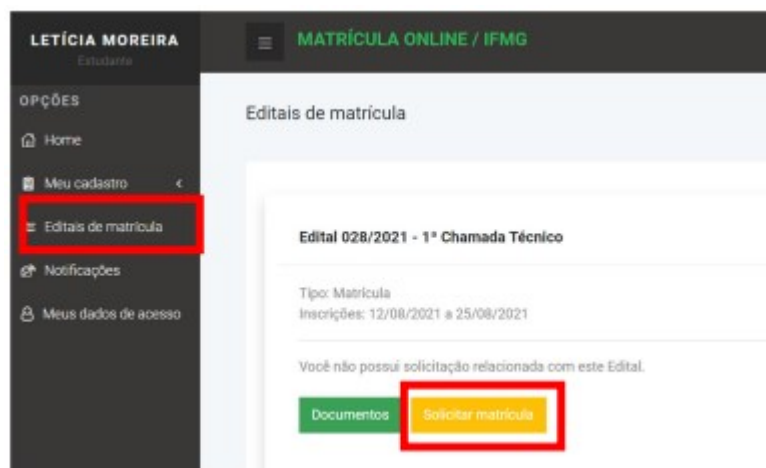 LETÍCIA MOREIRA
Estudante
OPÇÕES
Home
Meu cadastro
Editais de matrícula
Notificações
Meus dados de acesso
MATRÍCULA ONLINE / IFMG
Editais de matrícula
Edital 028/2021 - 1ª Chamada Técnico
Tipo: Matrícula
Inscrições: 12/08/2021 a 25/08/2021
Você não possui solicitação relacionada com este Edital.
Documentos
Solicitar matrícula